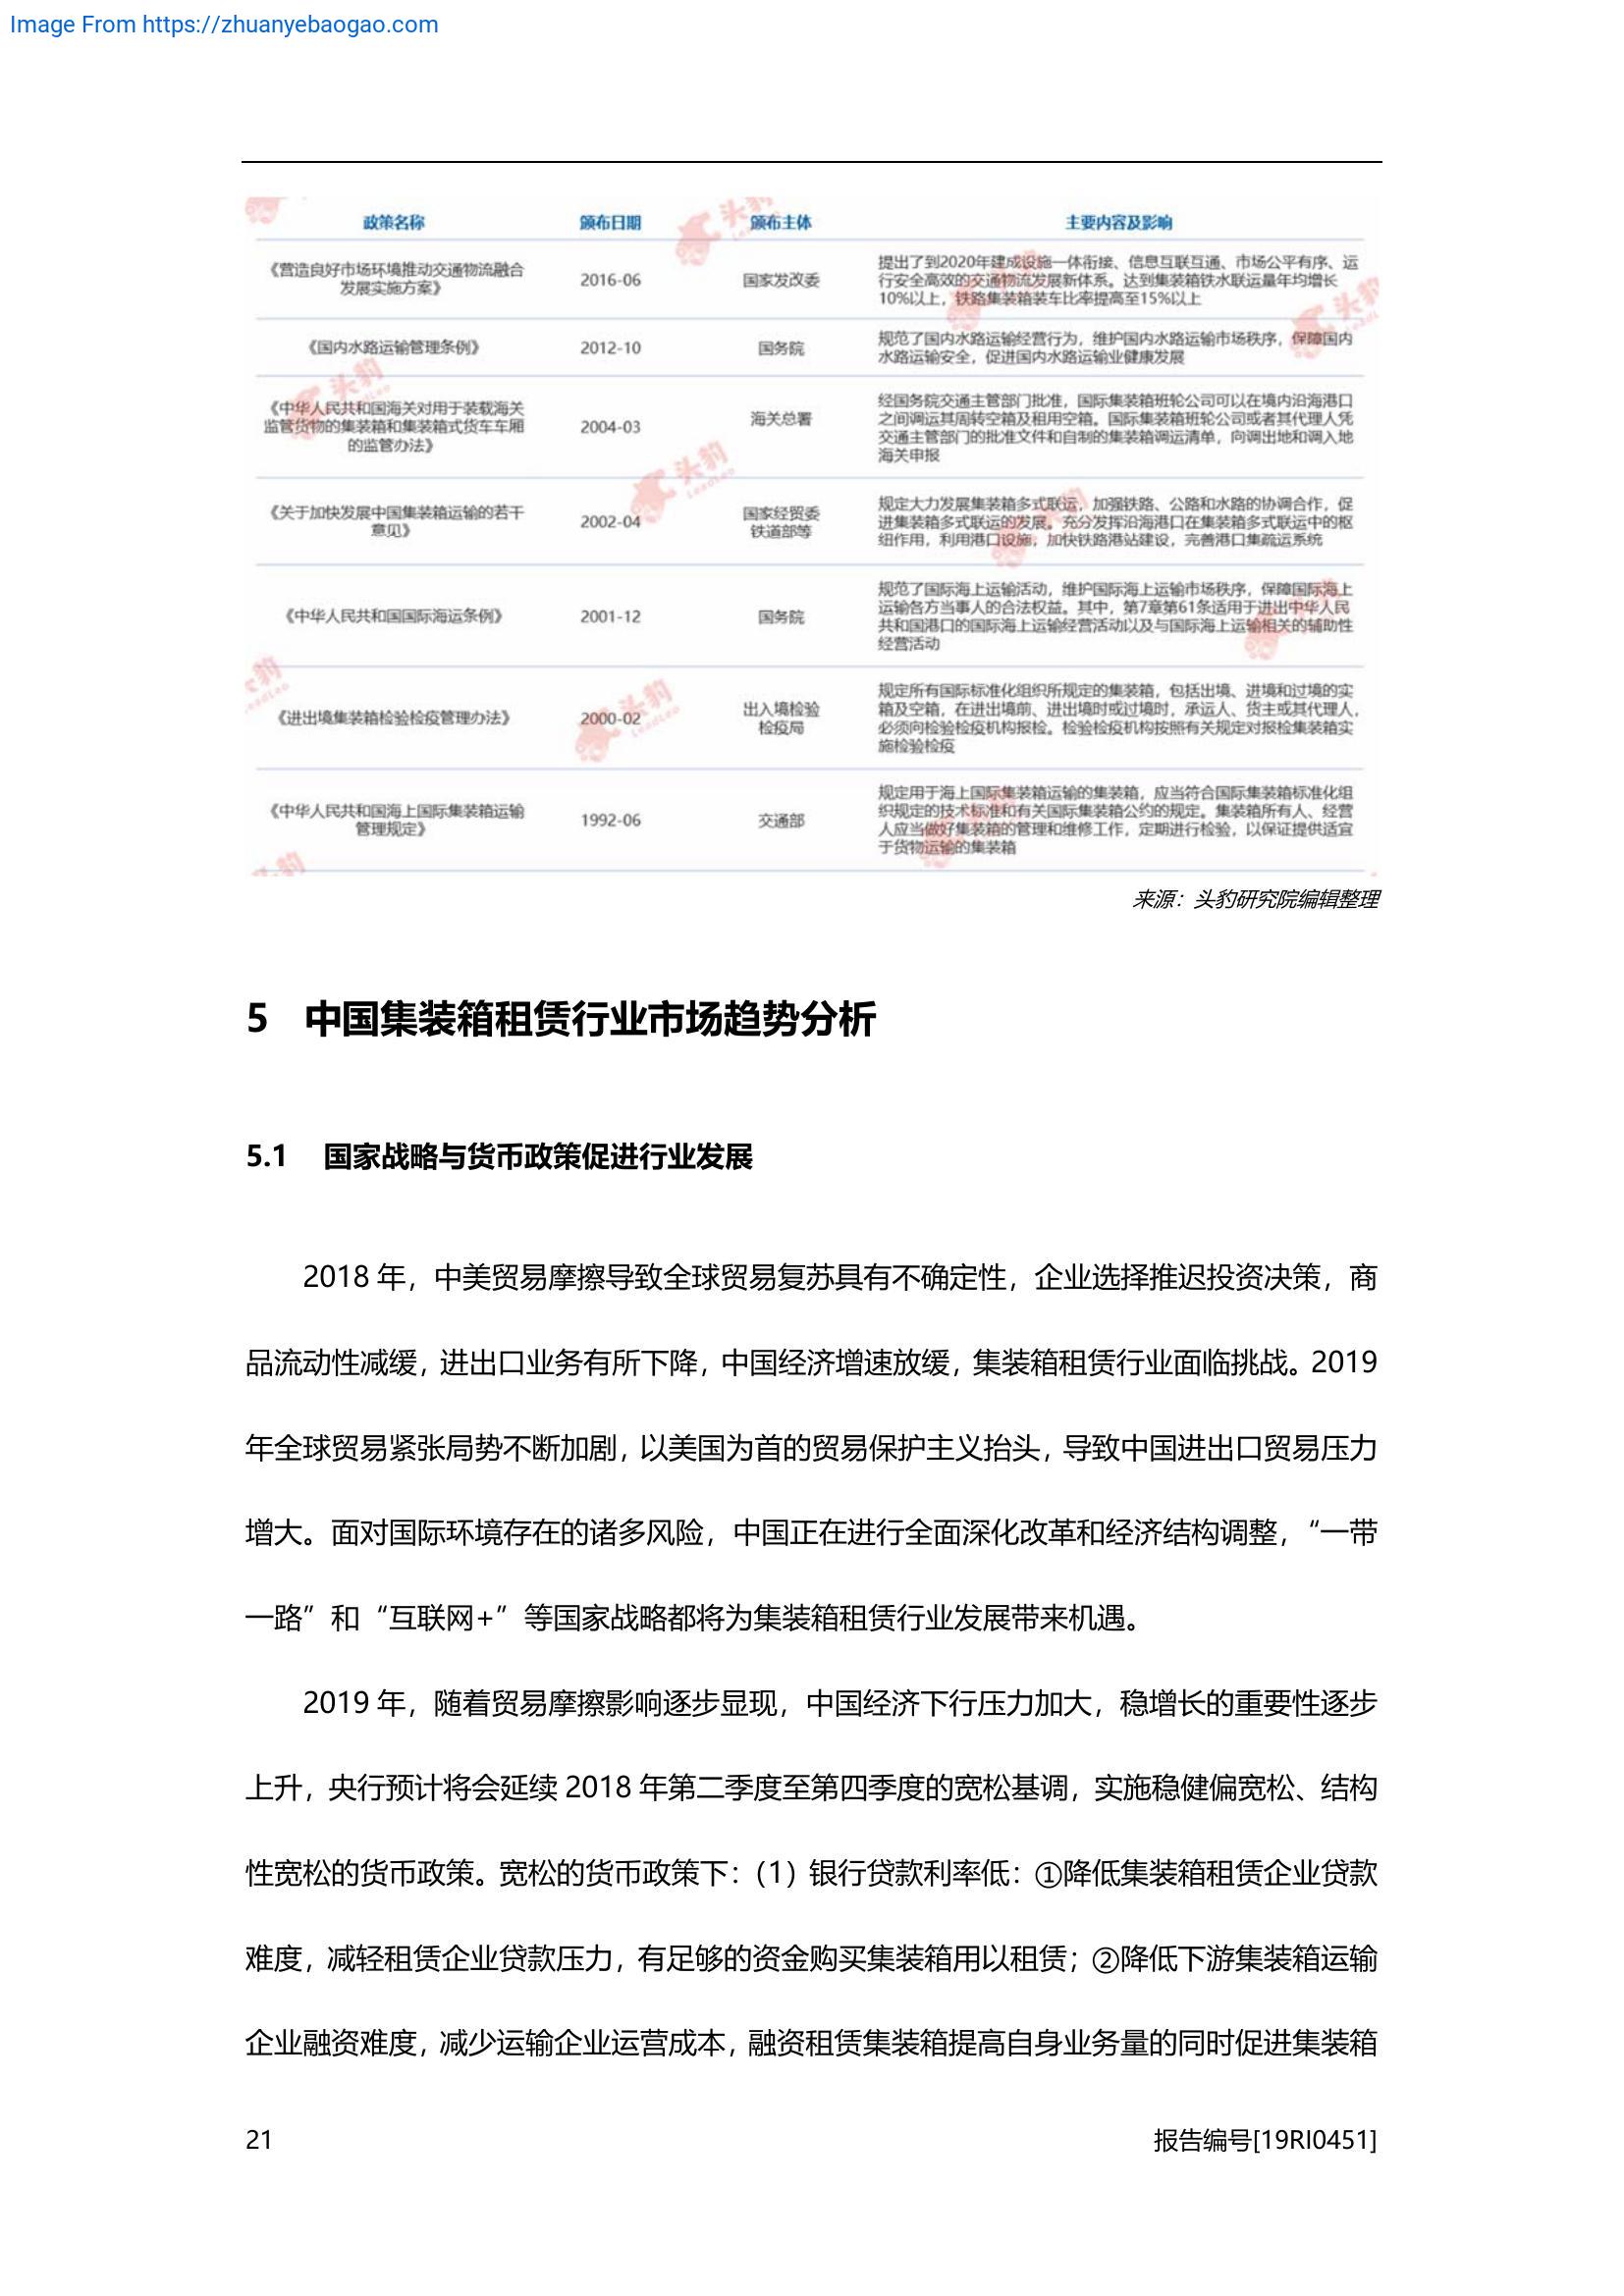 Image From https://zhuanyebaogao.com
政策名称 颁布日期 颁布主体 主要内容及影响
《营造良好市场环境推动交通物流融合
发展实施方案》
2016-06
国家发改委
提出了到2020年建成设施一体衔接、信息互联互通、市场公平有序、运
行安全高效的交通物流发展新体系。达到集装箱铁水联运量年均增长
10%以上，铁路集装箱装车比率提高至15%以上
《国内水路运输管理条例》
2012-10
国务院
规范了国内水路运输经营行为，维护国内水路运输市场秩序，保障国内
水路运输安全，促进国内水路运输业健康发展
《中华人民共和国海关对用于装载海关
监管货物的集装箱和集装箱式货车车厢
的监管办法》
2004-03
海关总署
经国务院交通主管部门批准，国际集装箱班轮公司可以在境内沿海港口
之间调运其周转空箱及租用空箱。国际集装箱班轮公司或者其代理人凭
交通主管部门的批准文件和自制的集装箱调运清单，向调出地和调入地
海关申报
《关于加快发展中国集装箱运输的若干
意见》
2002-04
国家经贸委
铁道部等
规定大力发展集装箱多式联运，加强铁路、公路和水路的协调合作，促
进集装箱多式联运的发展。充分发挥沿海港口在集装箱多式联运中的枢
纽作用，利用港口设施，加快铁路港站建设，完善港口集疏运系统
《中华人民共和国国际海运条例》
2001-12
国务院
规范了国际海上运输活动，维护国际海上运输市场秩序，保障国际海上
运输各方当事人的合法权益。其中，第7章第61条适用于进出中华人民
共和国港口的国际海上运输经营活动以及与国际海上运输相关的辅助性
经营活动
《进出境集装箱检验检疫管理办法》
2000-02
出入境检验
检疫局
规定所有国际标准化组织所规定的集装箱，包括出境、进境和过境的实
箱及空箱，在进出境前、进出境时或过境时，承运人、货主或其代理人，
必须向检验检疫机构报检。检验检疫机构按照有关规定对报检集装箱实
施检验检疫
《中华人民共和国海上国际集装箱运输
管理规定》
1992-06
交通部
规定用于海上国际集装箱运输的集装箱，应当符合国际集装箱标准化组
织规定的技术标准和有关国际集装箱公约的规定。集装箱所有人、经营
人应当做好集装箱的管理和维修工作，定期进行检验，以保证提供适宜
于货物运输的集装箱
来源：头豹研究院编辑整理
5 中国集装箱租赁行业市场趋势分析
5.1 国家战略与货币政策促进行业发展
2018 年，中美贸易摩擦导致全球贸易复苏具有不确定性，企业选择推迟投资决策，商
品流动性减缓，进出口业务有所下降，中国经济增速放缓，集装箱租赁行业面临挑战。2019
年全球贸易紧张局势不断加剧，以美国为首的贸易保护主义抬头，导致中国进出口贸易压力
增大。面对国际环境存在的诸多风险，中国正在进行全面深化改革和经济结构调整，“一带
一路”和“互联网+”等国家战略都将为集装箱租赁行业发展带来机遇。
2019 年，随着贸易摩擦影响逐步显现，中国经济下行压力加大，稳增长的重要性逐步
上升，央行预计将会延续 2018 年第二季度至第四季度的宽松基调，实施稳健偏宽松、结构
性宽松的货币政策。宽松的货币政策下：（1）银行贷款利率低：①降低集装箱租赁企业贷款
难度，减轻租赁企业贷款压力，有足够的资金购买集装箱用以租赁；②降低下游集装箱运输
企业融资难度，减少运输企业运营成本，融资租赁集装箱提高自身业务量的同时促进集装箱
21 报告编号[19RI0451]